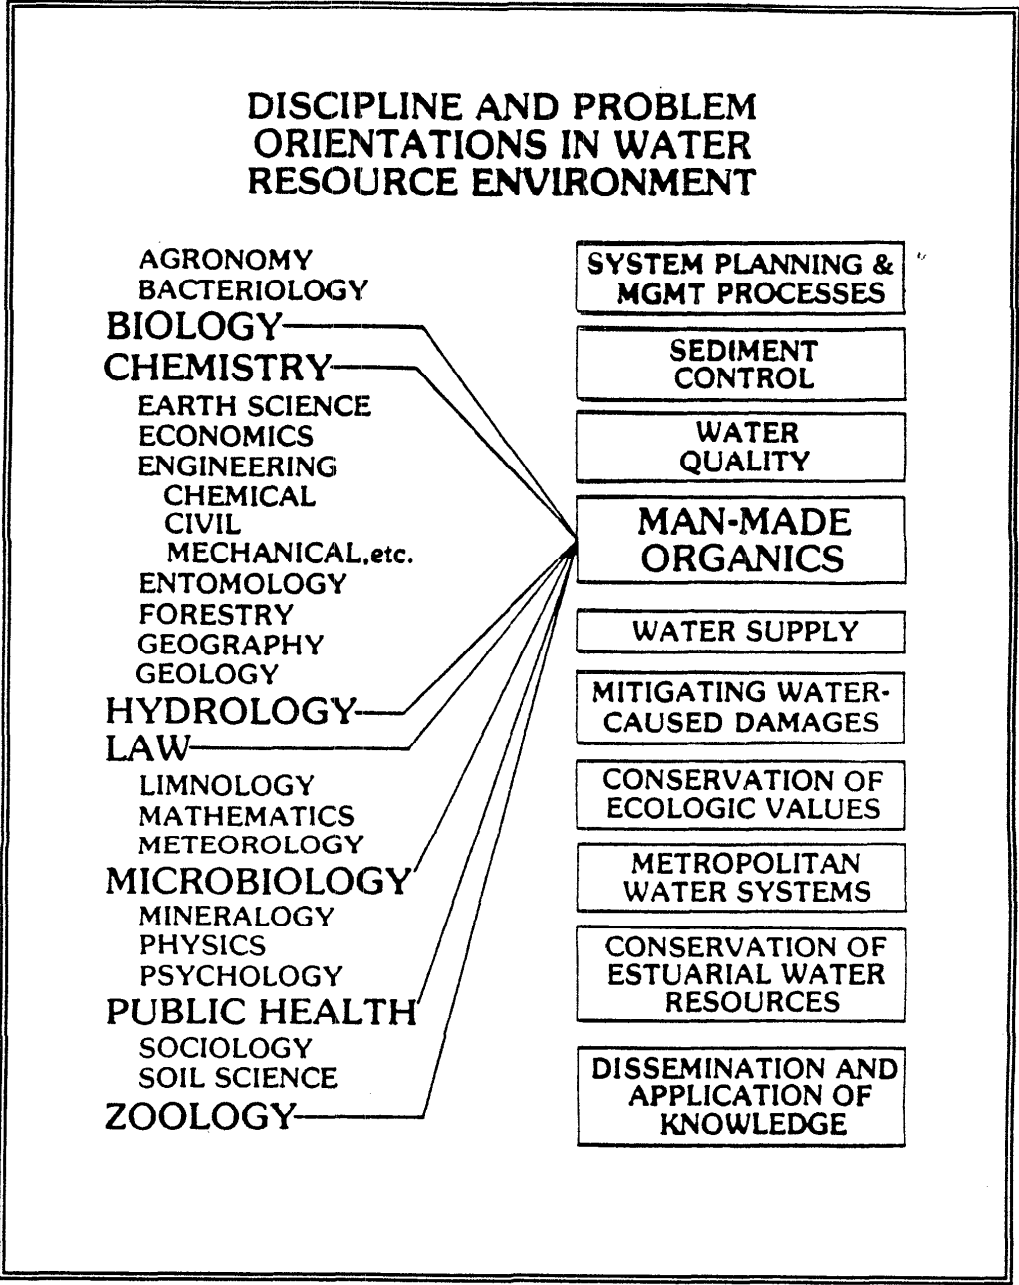 DISCIPLINE AND PROBLEM
ORIENTATIONS IN WATER
RESOURCE ENVIRONMENT
AGRONOMY
BACTERIOLOGY
BIOLOGY
CHEMISTRY
EARTH SCIENCE
ECONOMICS
ENGINEERING
CHEMICAL
CIVIL
MECHANICAL,etc.
ENTOMOLOGY
FORESTRY
GEOGRAPHY
GEOLOGY
HYDROLOGY
LAW
LIMNOLOGY
MATHEMATICS
METEOROLOGY
MICROBIOLOGY
MINERALOGY
PHYSICS
PSYCHOLOGY
PUBLIC HEALTH
SOCIOLOGY
SOIL SCIENCE
ZOOLOGY
SYSTEM PLANNING &
MGMT PROCESSES
SEDIMENT
CONTROL
WATER
QUALITY
MAN-MADE
ORGANICS
WATER SUPPLY
MITIGATING WATER-
CAUSED DAMAGES
CONSERVATION OF
ECOLOGIC VALUES
METROPOLITAN
WATER SYSTEMS
CONSERVATION OF
ESTUARIAL WATER
RESOURCES
DISSEMINATION AND
APPLICATION OF
KNOWLEDGE